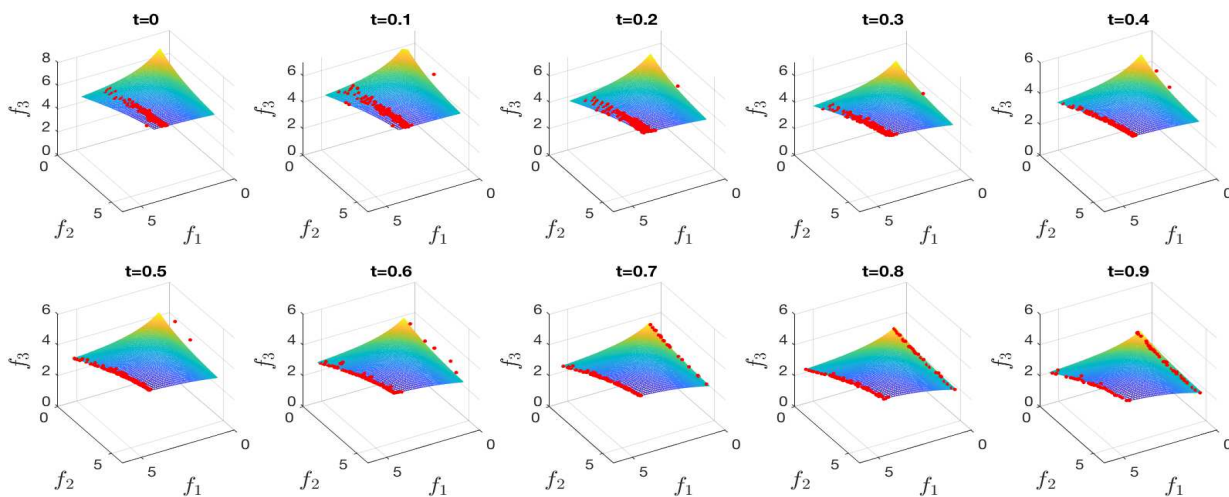 t=0 t=0.1 t=0.2 t=0.3 t=0.4
8 6 4 2 0 6 4 2 0 6 4 2 0 6 4 2 0 6 4 2 0
f₃ f₃ f₃ f₃ f₃
0 5 5 0 0 5 5 0 0 5 5 0 0 5 5 0 0 5 5 0
f₂ f₁ f₂ f₁ f₂ f₁ f₂ f₁ f₂ f₁
t=0.5 t=0.6 t=0.7 t=0.8 t=0.9
6 4 2 0 6 4 2 0 6 4 2 0 6 4 2 0 6 4 2 0
f₃ f₃ f₃ f₃ f₃
0 5 5 0 0 5 5 0 0 5 5 0 0 5 5 0 0 5 5 0
f₂ f₁ f₂ f₁ f₂ f₁ f₂ f₁ f₂ f₁